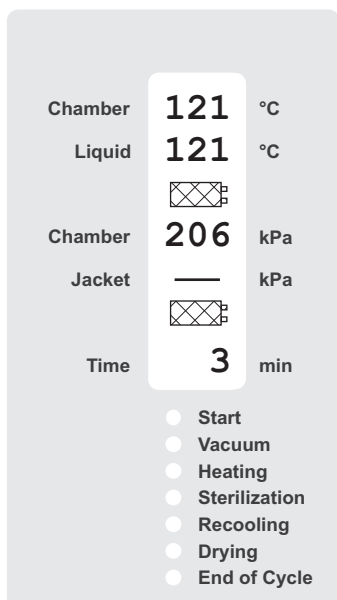 Chamber 121 °C
Liquid 121 °C
Chamber 206 kPa
Jacket — kPa
Time 3 min
Start
Vacuum
Heating
Sterilization
Recooling
Drying
End of Cycle